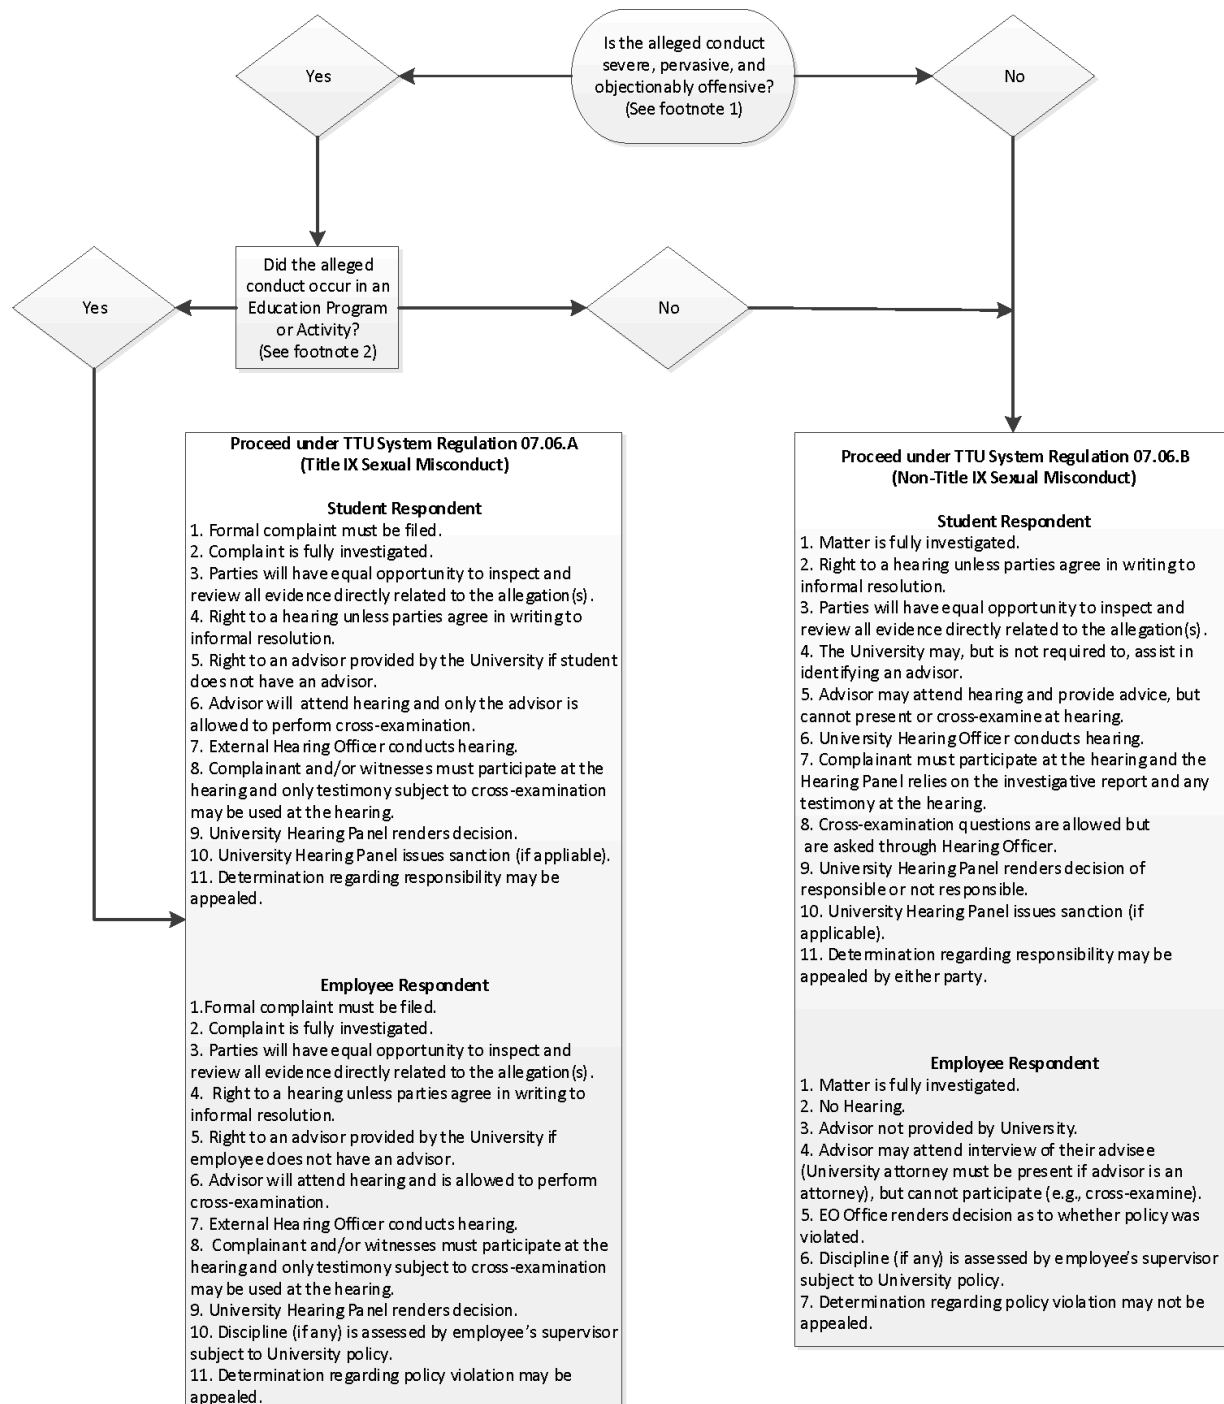 Is the alleged conduct
severe, pervasive, and
objectionably offensive?
(See footnote 1)
Yes
No
Did the alleged
conduct occur in an
Education Program
or Activity?
(See footnote 2)
Yes
No
Proceed under TTU System Regulation 07.06.A
(Title IX Sexual Misconduct)
Student Respondent
1. Formal complaint must be filed.
2. Complaint is fully investigated.
3. Parties will have equal opportunity to inspect and
review all evidence directly related to the allegation(s).
4. Right to a hearing unless parties agree in writing to
informal resolution.
5. Right to an advisor provided by the University if student
does not have an advisor.
6. Advisor will attend hearing and only the advisor is
allowed to perform cross-examination.
7. External Hearing Officer conducts hearing.
8. Complainant and/or witnesses must participate at the
hearing and only testimony subject to cross-examination
may be used at the hearing.
9. University Hearing Panel renders decision.
10. University Hearing Panel issues sanction (if appliable).
11. Determination regarding responsibility may be
appealed.
Employee Respondent
1.Formal complaint must be filed.
2. Complaint is fully investigated.
3. Parties will have equal opportunity to inspect and
review all evidence directly related to the allegation(s).
4. Right to a hearing unless parties agree in writing to
informal resolution.
5. Right to an advisor provided by the University if
employee does not have an advisor.
6. Advisor will attend hearing and is allowed to perform
cross-examination.
7. External Hearing Officer conducts hearing.
8. Complainant and/or witnesses must participate at the
hearing and only testimony subject to cross-examination
may be used at the hearing.
9. University Hearing Panel renders decision.
10. Discipline (if any) is assessed by employee's supervisor
subject to University policy.
11. Determination regarding policy violation may be
appealed.
Proceed under TTU System Regulation 07.06.B
(Non-Title IX Sexual Misconduct)
Student Respondent
1. Matter is fully investigated.
2. Right to a hearing unless parties agree in writing to
informal resolution.
3. Parties will have equal opportunity to inspect and
review all evidence directly related to the allegation(s).
4. The University may, but is not required to, assist in
identifying an advisor.
5. Advisor may attend hearing and provide advice, but
cannot present or cross-examine at hearing.
6. University Hearing Officer conducts hearing.
7. Complainant must participate at the hearing and the
Hearing Panel relies on the investigative report and any
testimony at the hearing.
8. Cross-examination questions are allowed but
are asked through Hearing Officer.
9. University Hearing Panel renders decision of
responsible or not responsible.
10. University Hearing Panel issues sanction (if
applicable).
11. Determination regarding responsibility may be
appealed by either party.
Employee Respondent
1. Matter is fully investigated.
2. No Hearing.
3. Advisor not provided by University.
4. Advisor may attend interview of their advisee
(University attorney must be present if advisor is an
attorney), but cannot participate (e.g., cross-examine).
5. EO Office renders decision as to whether policy was
violated.
6. Discipline (if any) is assessed by employee's supervisor
subject to University policy.
7. Determination regarding policy violation may not be
appealed.